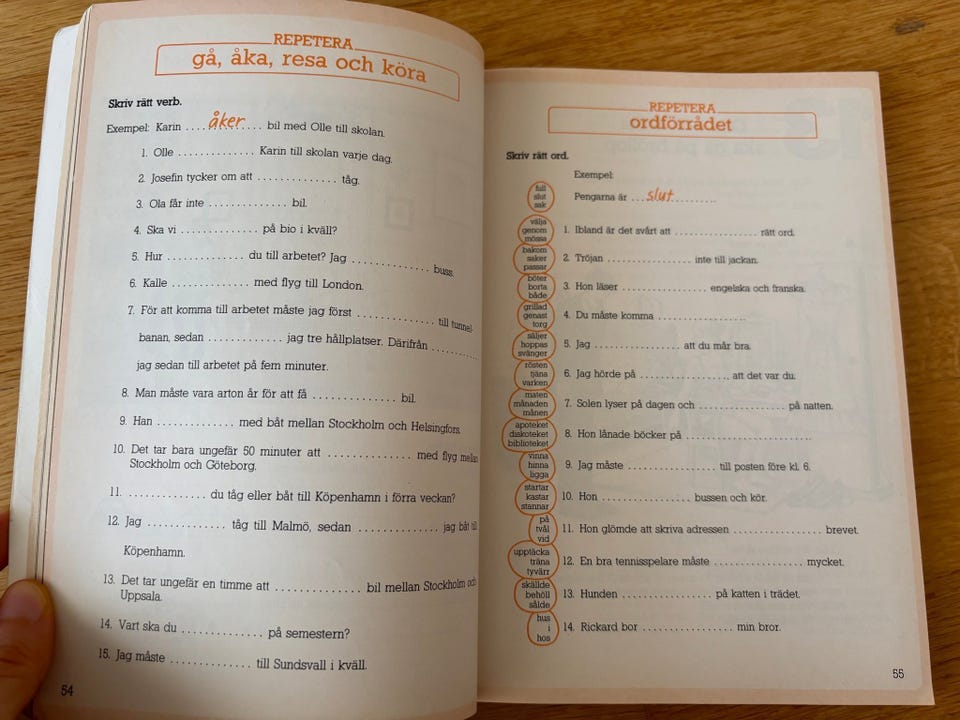 REPETERA
gå, åka, resa och köra
Skriv rätt verb.
Exempel: Karin ....åker.... bil med Olle till skolan.
1. Olle .............. Karin till skolan varje dag.
2. Josefin tycker om att .............. tåg.
3. Ola får inte .............. bil.
4. Ska vi .............. på bio i kväll?
5. Hur .............. du till arbetet? Jag .............. buss.
6. Kalle .............. med flyg till London.
7. För att komma till arbetet måste jag först .............. till tunnel-
banan, sedan .............. jag tre hållplatser. Därifrån ..............
jag sedan till arbetet på fem minuter.
8. Man måste vara arton år för att få .............. bil.
9. Han .............. med båt mellan Stockholm och Helsingfors.
10. Det tar bara ungefär 50 minuter att .............. med flyg mellan
Stockholm och Göteborg.
11. .............. du tåg eller båt till Köpenhamn i förra veckan?
12. Jag .............. tåg till Malmö, sedan .............. jag båt till
Köpenhamn.
13. Det tar ungefär en timme att .............. bil mellan Stockholm och
Uppsala.
14. Vart ska du .............. på semestern?
15. Jag måste .............. till Sundsvall i kväll.
54
REPETERA
ordförrådet
Skriv rätt ord.
Exempel:
full
slut
sak
Pengarna är ...slut...........
välja
genom
mössa
1. Ibland är det svårt att .............. rätt ord.
bakom
saker
passar
2. Tröjan .............. inte till jackan.
böter
borta
både
3. Hon läser .............. engelska och franska.
grillad
genast
torg
4. Du måste komma ..............
säljer
hoppas
svänger
5. Jag .............. att du mår bra.
rösten
tjäna
varken
6. Jag hörde på .............. att det var du.
maten
månaden
månen
7. Solen lyser på dagen och .............. på natten.
apoteket
diskoteket
biblioteket
8. Hon lånade böcker på ..............
vinna
hinna
ligga
9. Jag måste .............. till posten före kl. 6.
startar
kastar
stannar
10. Hon .............. bussen och kör.
på
tvål
vid
11. Hon glömde att skriva adressen .............. brevet.
upptäcka
träna
tyvärr
12. En bra tennisspelare måste .............. mycket.
skällde
behöll
sålde
13. Hunden .............. på katten i trädet.
hus
i
hos
14. Rickard bor .............. min bror.
55